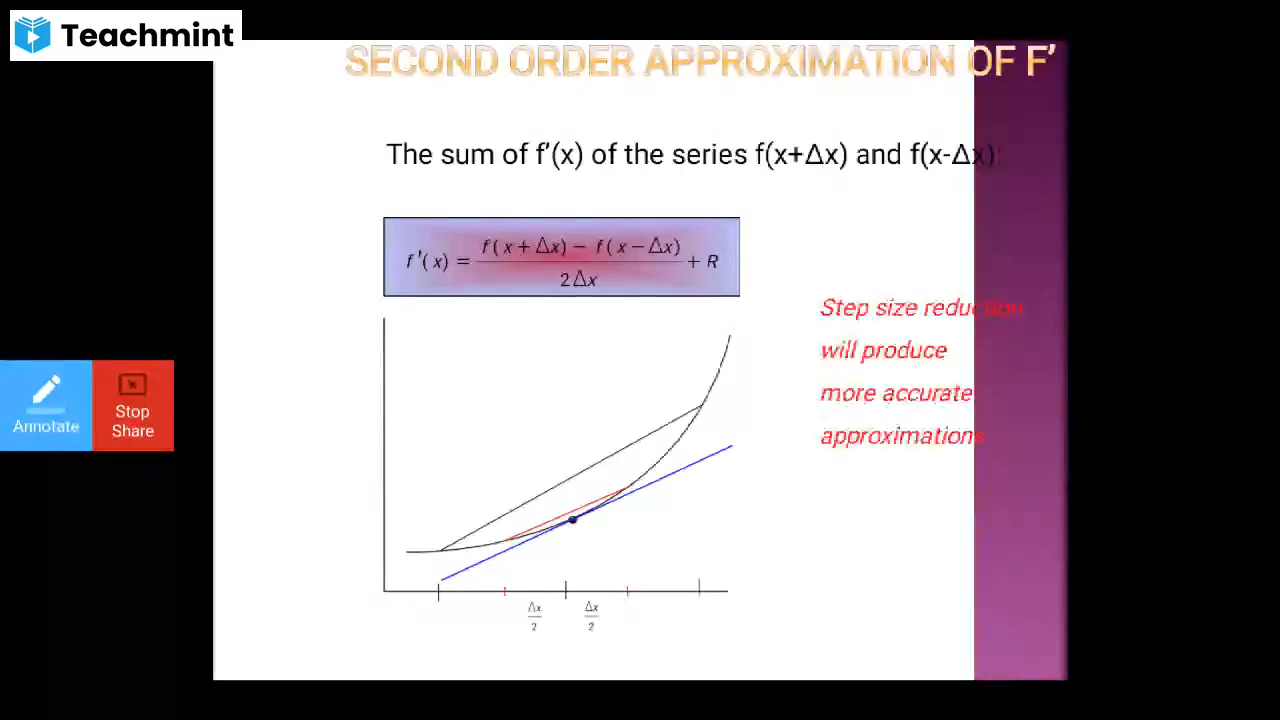 Teachmint
SECOND ORDER APPROXIMATION OF F’
The sum of f’(x) of the series f(x+Δx) and f(x-Δx):
f'(x) = \frac{f(x+Δx) − f(x−Δx)}{2Δx} + R
Step size reduction
will produce
more accurate
approximations.
Annotate
Stop
Share
Δx/2 Δx/2